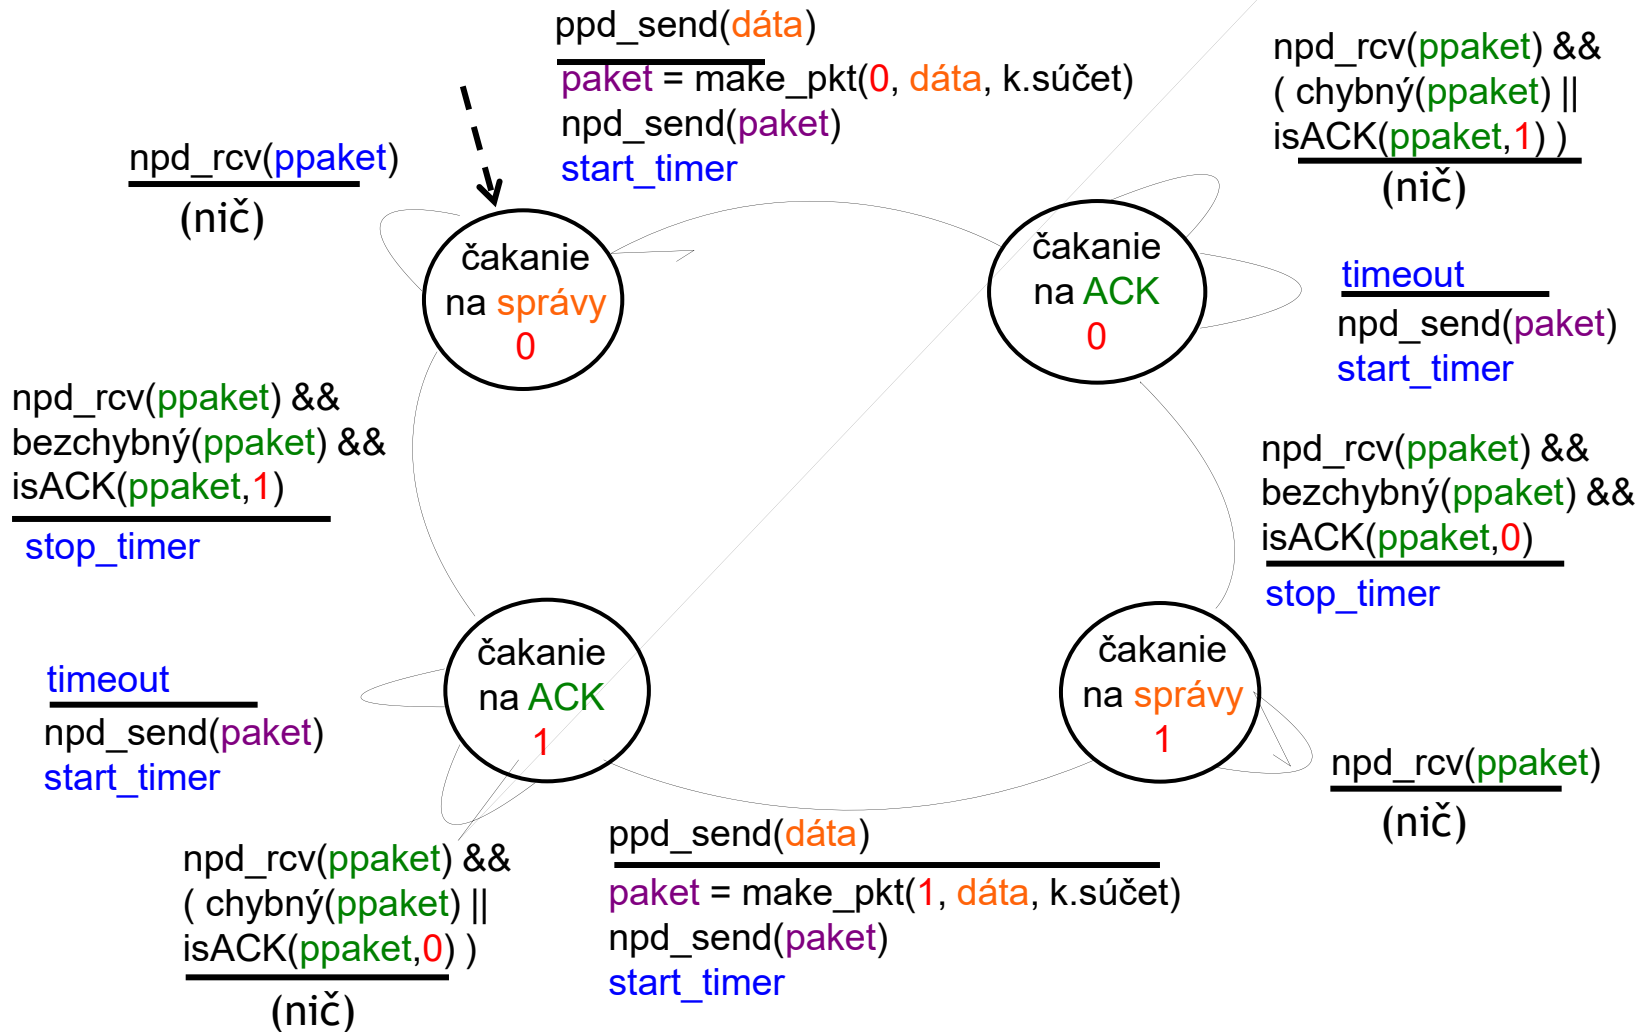 ppd_send(dáta)
paket = make_pkt(0, dáta, k.súčet)
npd_send(paket)
start_timer
npd_rcv(ppaket) &&
( chybný(ppaket) ||
isACK(ppaket,1) )
(nič)
npd_rcv(ppaket)
(nič)
čakanie
na správy
0
čakanie
na ACK
0
timeout
npd_send(paket)
start_timer
npd_rcv(ppaket) &&
bezchybný(ppaket) &&
isACK(ppaket,1)
stop_timer
npd_rcv(ppaket) &&
bezchybný(ppaket) &&
isACK(ppaket,0)
stop_timer
čakanie
na ACK
1
čakanie
na správy
1
timeout
npd_send(paket)
start_timer
npd_rcv(ppaket)
(nič)
npd_rcv(ppaket) &&
( chybný(ppaket) ||
isACK(ppaket,0) )
(nič)
ppd_send(dáta)
paket = make_pkt(1, dáta, k.súčet)
npd_send(paket)
start_timer